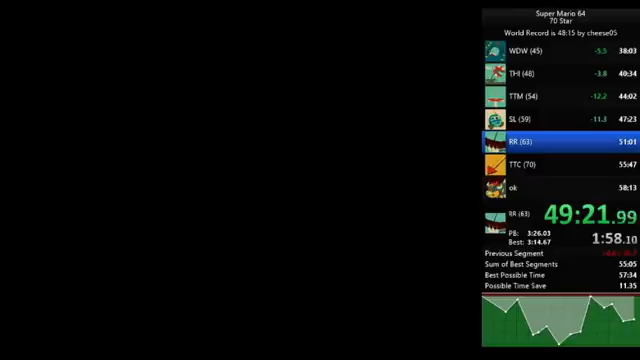 Super Mario 64
70 Star
World Record is 48:15 by cheese05
WDW (45) -5.5 38:03
THI (48) -3.8 40:34
TTM (54) -12.2 44:02
SL (59) -11.3 47:23
RR (63) 51:01
TTC (70) 55:47
ok 58:13
RR (63) 49:21.99
PB: 3:26.03
Best: 3:14.67 1:58.10
Previous Segment
Sum of Best Segments 55:05
Best Possible Time 57:34
Possible Time Save 11.35